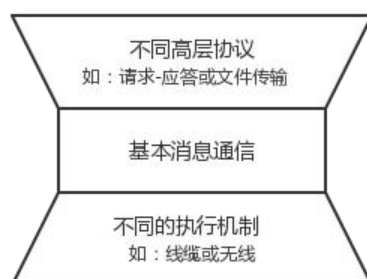 不同高层协议
如：请求-应答或文件传输
基本消息通信
不同的执行机制
如：线缆或无线